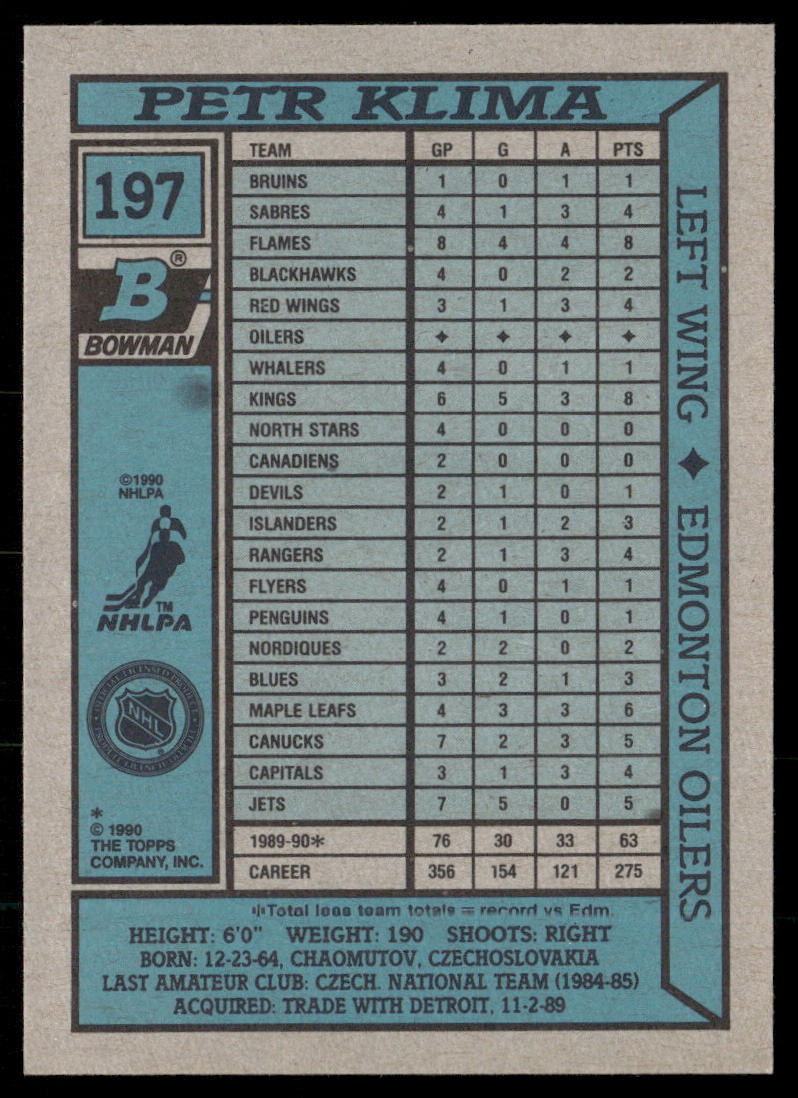 PETR KLIMA
197
B®
BOWMAN
©1990
NHLPA
TM
NHLPA
NHL
*
© 1990
THE TOPPS
COMPANY, INC.
TEAM GP G A PTS
BRUINS 1 0 1 1
SABRES 4 1 3 4
FLAMES 8 4 4 8
BLACKHAWKS 4 0 2 2
RED WINGS 3 1 3 4
OILERS ✦ ✦ ✦ ✦
WHALERS 4 0 1 1
KINGS 6 5 3 8
NORTH STARS 4 0 0 0
CANADIENS 2 0 0 0
DEVILS 2 1 0 1
ISLANDERS 2 1 2 3
RANGERS 2 1 3 4
FLYERS 4 0 1 1
PENGUINS 4 1 0 1
NORDIQUES 2 2 0 2
BLUES 3 2 1 3
MAPLE LEAFS 4 3 3 6
CANUCKS 7 2 3 5
CAPITALS 3 1 3 4
JETS 7 5 0 5
1989-90* 76 30 33 63
CAREER 356 154 121 275
LEFT WING ✦ EDMONTON OILERS
*Total less team totals = record vs Edm.
HEIGHT: 6'0" WEIGHT: 190 SHOOTS: RIGHT
BORN: 12-23-64, CHAOMUTOV, CZECHOSLOVAKIA
LAST AMATEUR CLUB: CZECH. NATIONAL TEAM (1984-85)
ACQUIRED: TRADE WITH DETROIT, 11-2-89